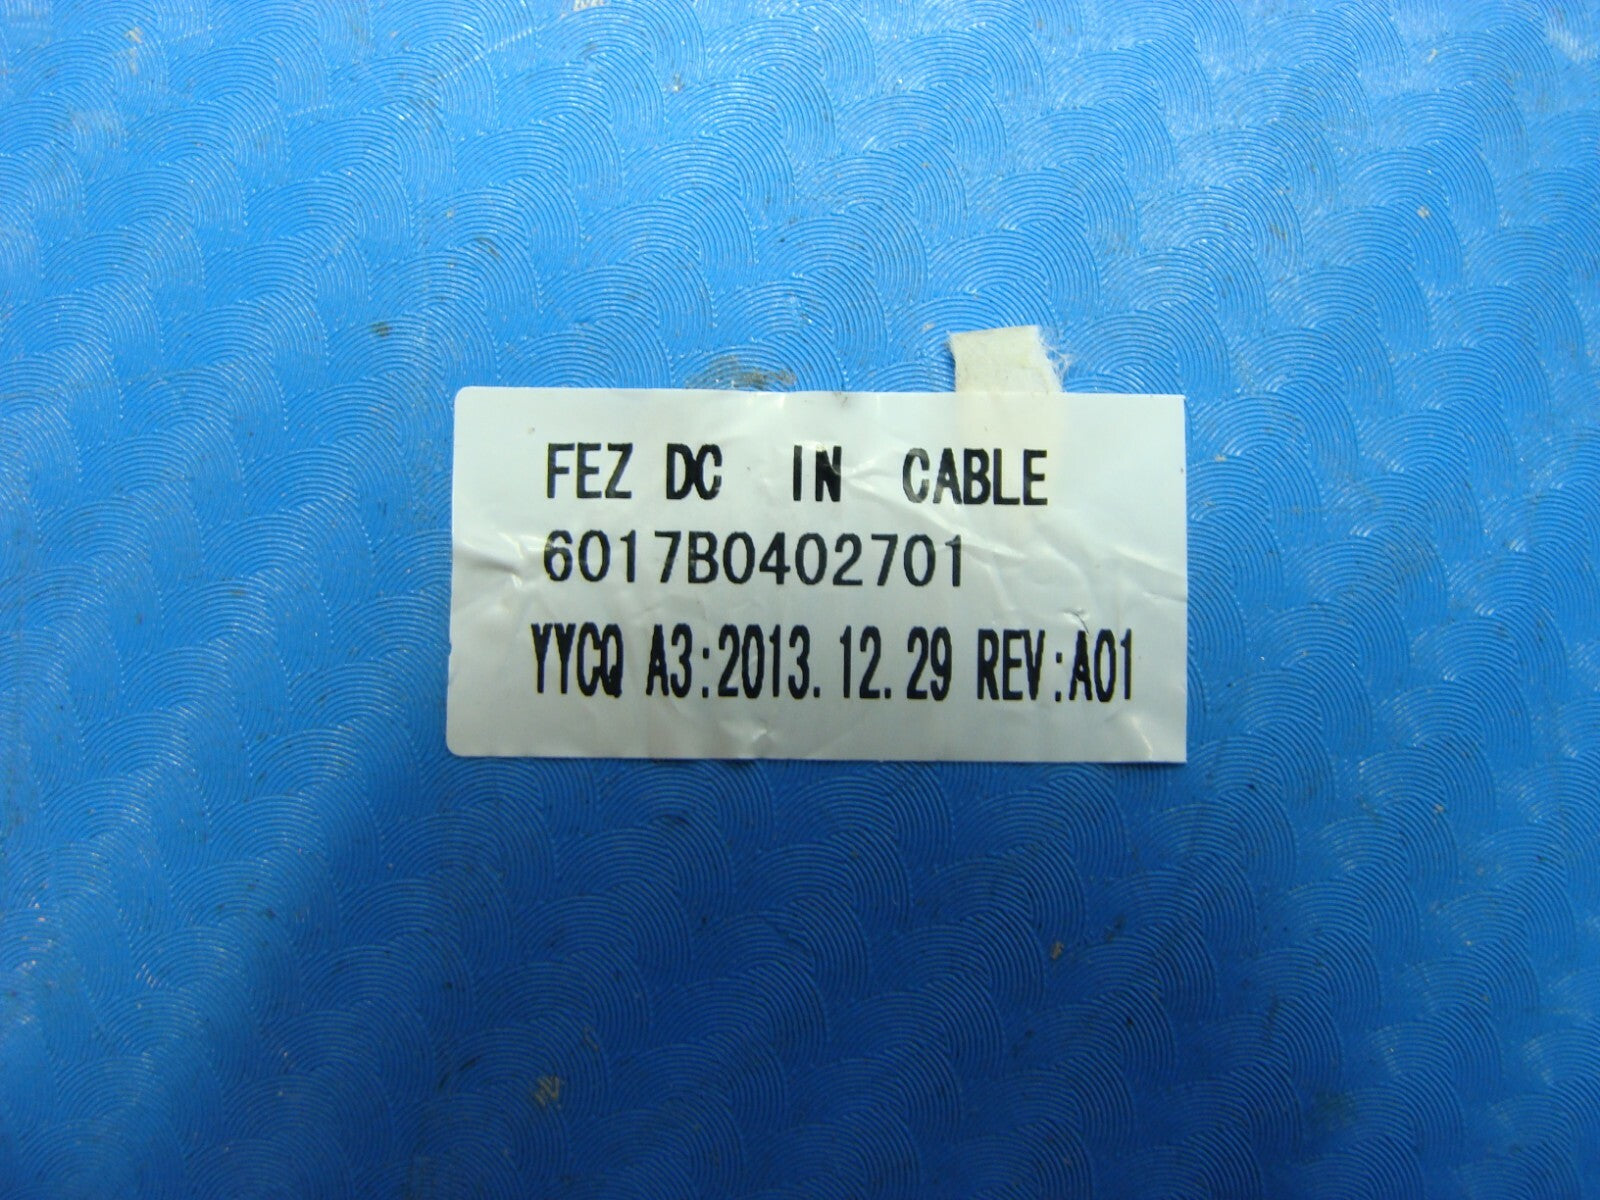 FEZ DC IN CABLE
6017B0402701
YYCQ A3:2013.12.29 REV:A01